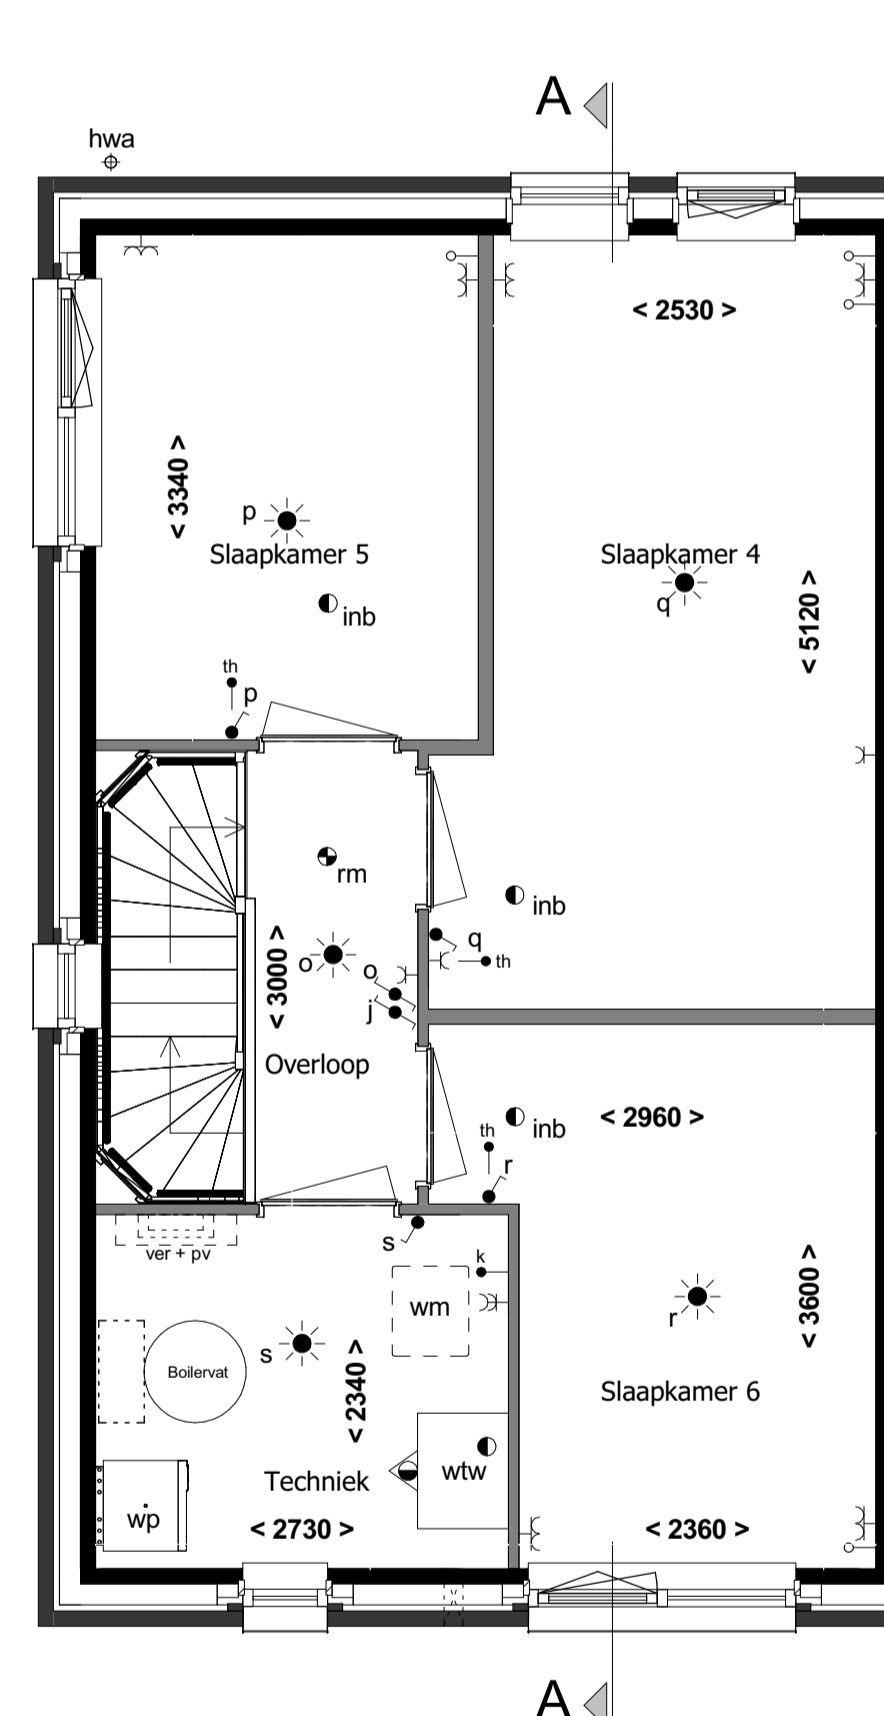 A
hwa
< 2530 >
< 3340 >
p
Slaapkamer 5
Slaapkamer 4
q
inb
< 5120 >
th
p
rm
inb
q
th
o
o
j
< 3000 >
Overloop
inb
< 2960 >
th
r
s
ver + pv
k
wm
r
< 3600 >
s
Boilervat
< 2340 >
Slaapkamer 6
Techniek
wtw
wp
< 2730 >
< 2360 >
A